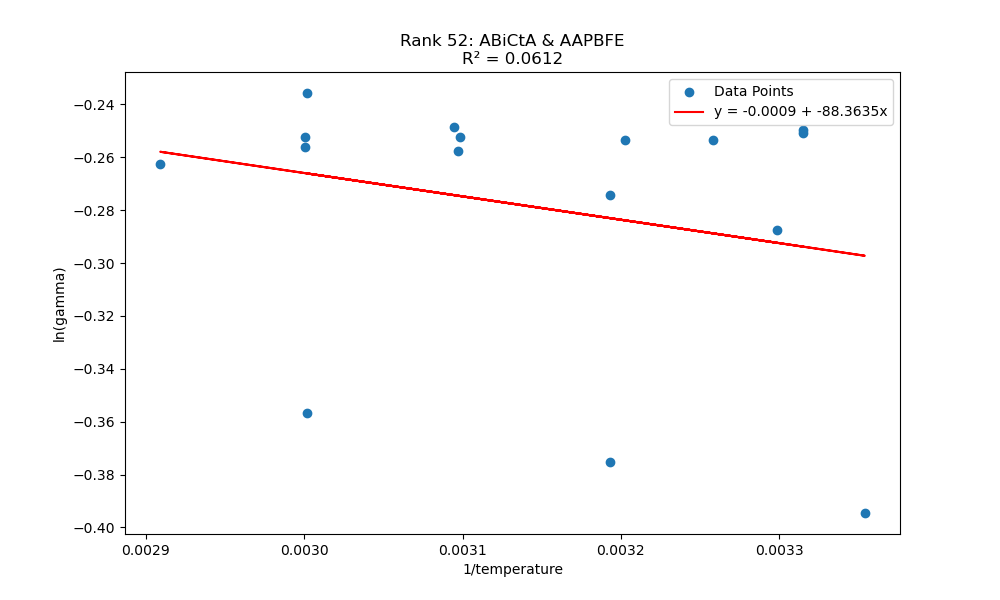 Rank 52: ABiCtA & AAPBFE
R² = 0.0612
Data Points
y = -0.0009 + -88.3635x
ln(gamma)
−0.24
−0.26
−0.28
−0.30
−0.32
−0.34
−0.36
−0.38
−0.40
0.0029
0.0030
0.0031
0.0032
0.0033
1/temperature